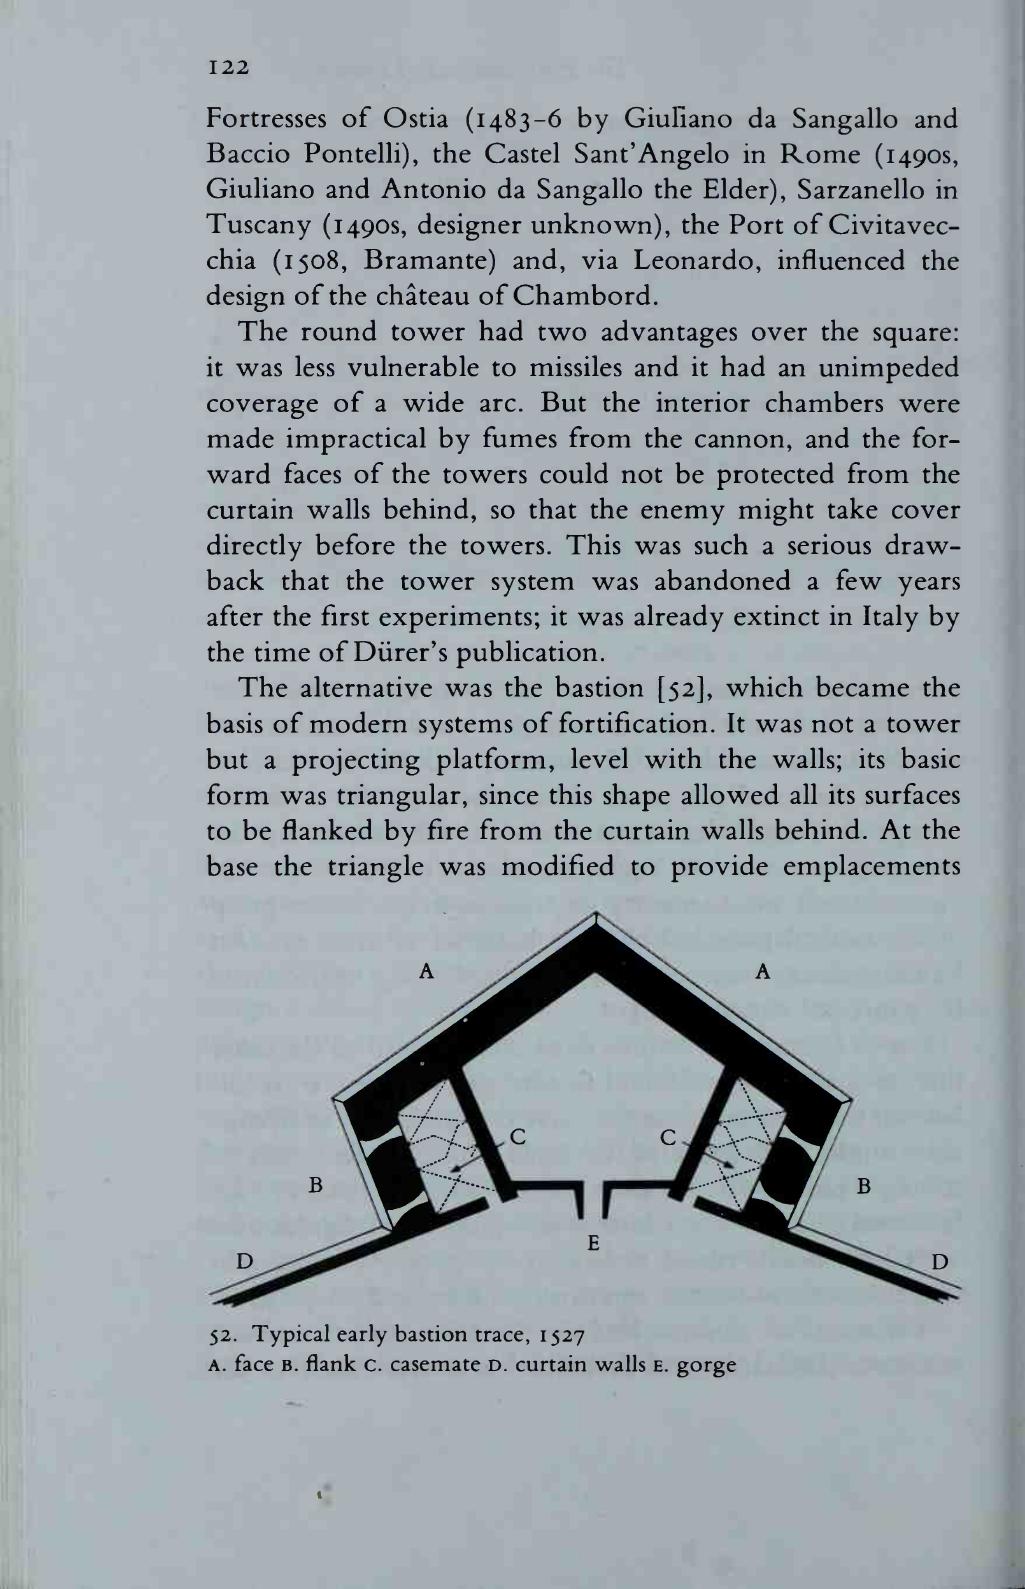 122
Fortresses of Ostia (1483–6 by Giuliano da Sangallo and
Baccio Pontelli), the Castel Sant’Angelo in Rome (1490s,
Giuliano and Antonio da Sangallo the Elder), Sarzanello in
Tuscany (1490s, designer unknown), the Port of Civitavec-
chia (1508, Bramante) and, via Leonardo, influenced the
design of the château of Chambord.
The round tower had two advantages over the square:
it was less vulnerable to missiles and it had an unimpeded
coverage of a wide arc. But the interior chambers were
made impractical by fumes from the cannon, and the for-
ward faces of the towers could not be protected from the
curtain walls behind, so that the enemy might take cover
directly before the towers. This was such a serious draw-
back that the tower system was abandoned a few years
after the first experiments; it was already extinct in Italy by
the time of Dürer’s publication.
The alternative was the bastion [52], which became the
basis of modern systems of fortification. It was not a tower
but a projecting platform, level with the walls; its basic
form was triangular, since this shape allowed all its surfaces
to be flanked by fire from the curtain walls behind. At the
base the triangle was modified to provide emplacements
A A
C C
B B
E
D D
52. Typical early bastion trace, 1527
A. face B. flank C. casemate D. curtain walls E. gorge